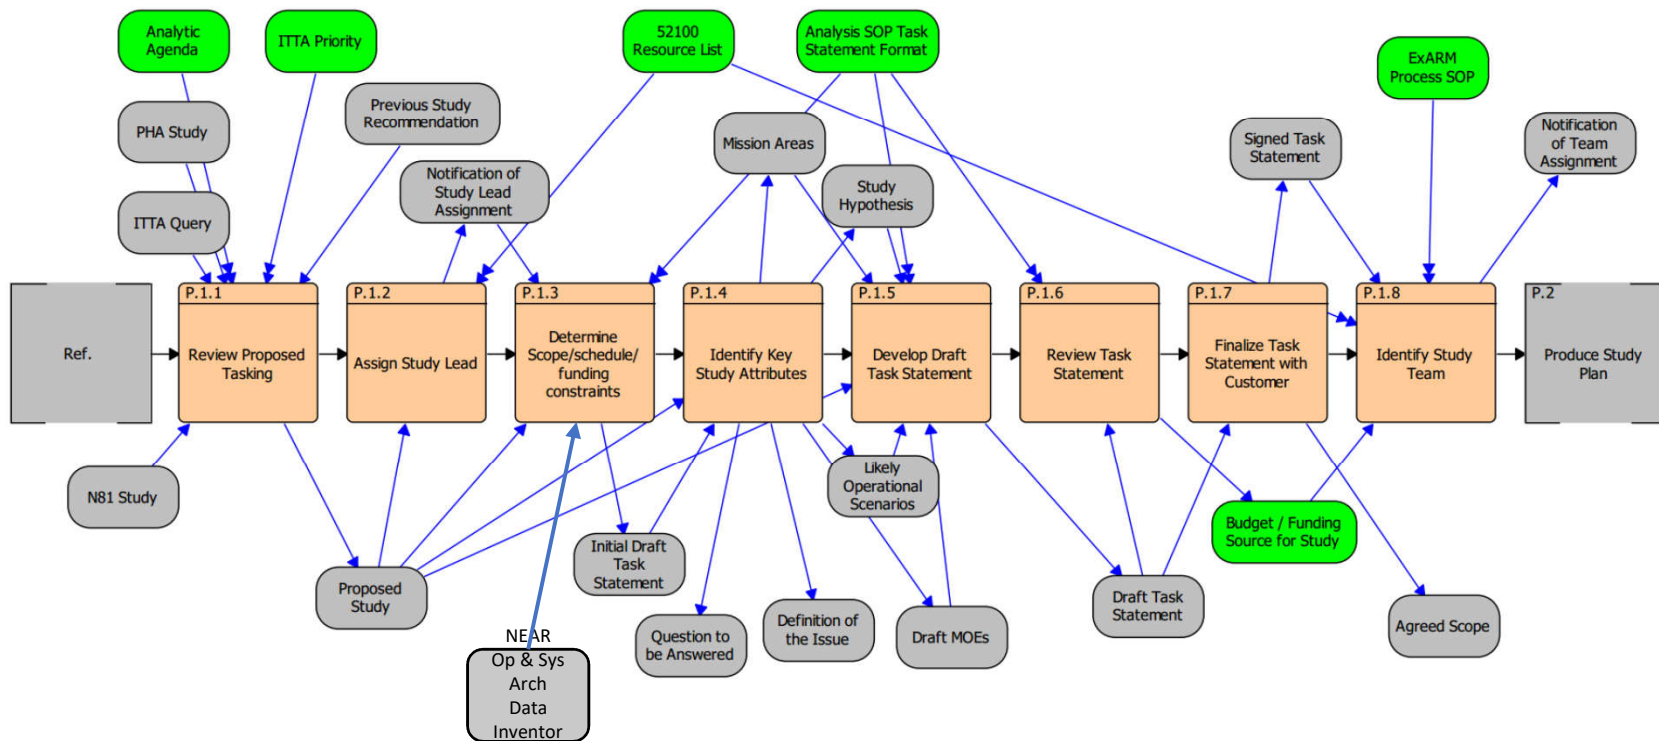 Analytic
Agenda
ITTA Priority
52100
Resource List
Analysis SOP Task
Statement Format
ExARM
Process SOP
PHA Study
Previous Study
Recommendation
Mission Areas
Signed Task
Statement
Notification
of Team
Assignment
ITTA Query
Notification of
Study Lead
Assignment
Study
Hypothesis
Ref.
P.1.1
Review Proposed
Tasking
P.1.2
Assign Study Lead
P.1.3
Determine
Scope/schedule/
funding
constraints
P.1.4
Identify Key
Study Attributes
P.1.5
Develop Draft
Task Statement
P.1.6
Review Task
Statement
P.1.7
Finalize Task
Statement with
Customer
P.1.8
Identify Study
Team
P.2
Produce Study
Plan
N81 Study
Likely
Operational
Scenarios
Budget / Funding
Source for Study
Proposed
Study
Initial Draft
Task
Statement
Question to
be Answered
Definition of
the Issue
Draft MOEs
Draft Task
Statement
Agreed Scope
NEAR
Op & Sys
Arch
Data
Inventor